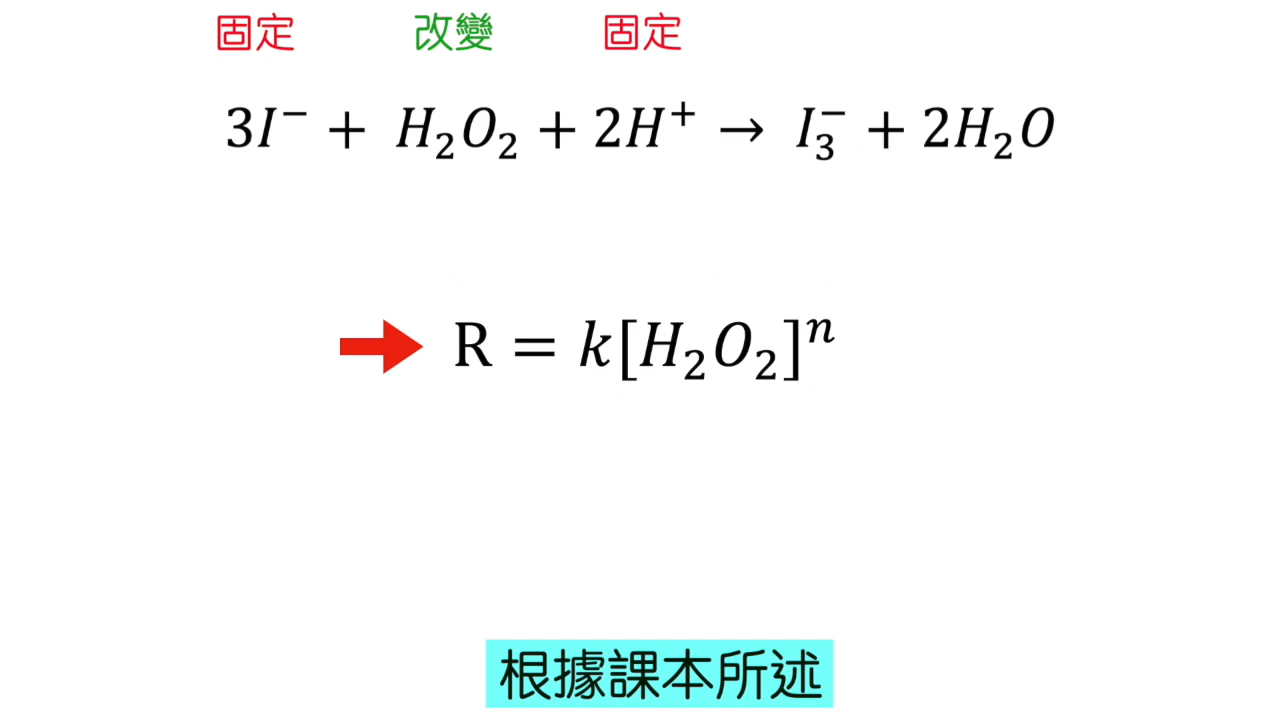 固定 改變 固定
3I⁻ + H₂O₂ + 2H⁺ → I₃⁻ + 2H₂O
R = k[H₂O₂]ⁿ
根據課本所述